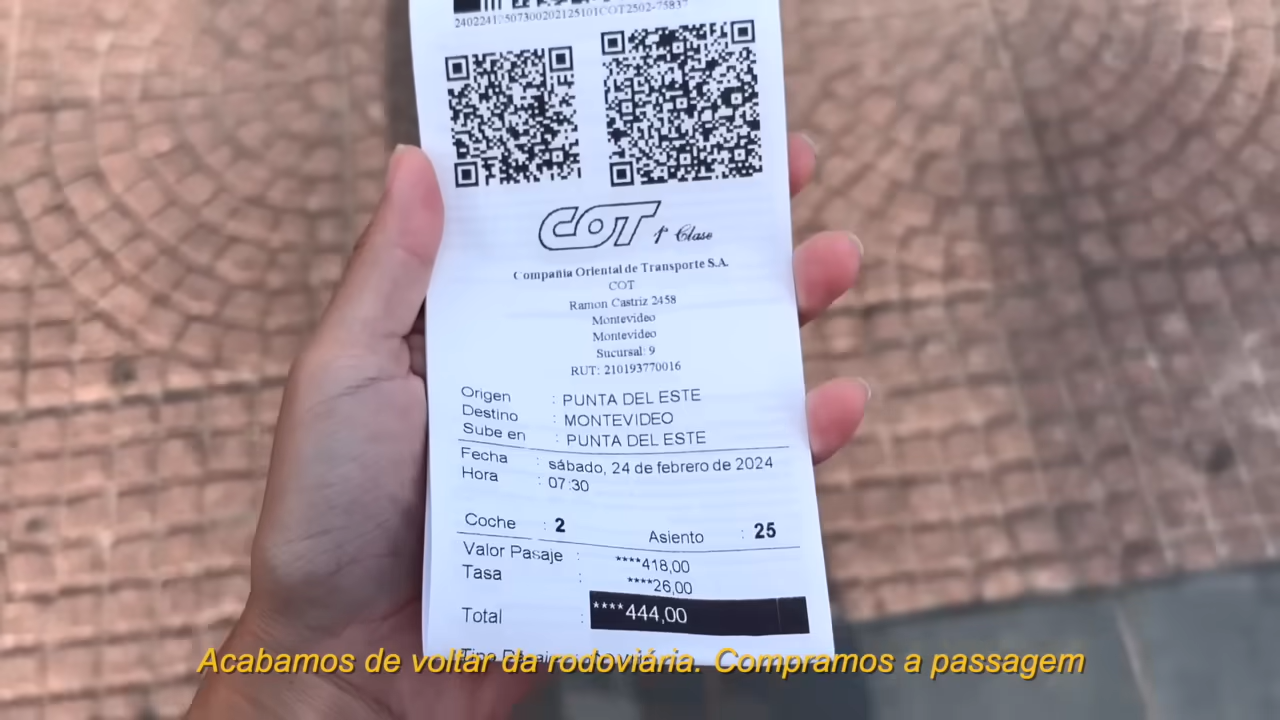 24022417507300202125101COT2502-75837
COT 1ª Clase
Compañia Oriental de Transporte S.A.
COT
Ramon Castriz 2458
Montevideo
Montevideo
Sucursal: 9
RUT: 210193770016
Origen : PUNTA DEL ESTE
Destino : MONTEVIDEO
Sube en : PUNTA DEL ESTE
Fecha : sábado, 24 de febrero de 2024
Hora : 07:30
Coche : 2 Asiento : 25
Valor Pasaje : ****418,00
Tasa : ****26,00
Total : ****444,00
Acabamos de voltar da rodoviária. Compramos a passagem